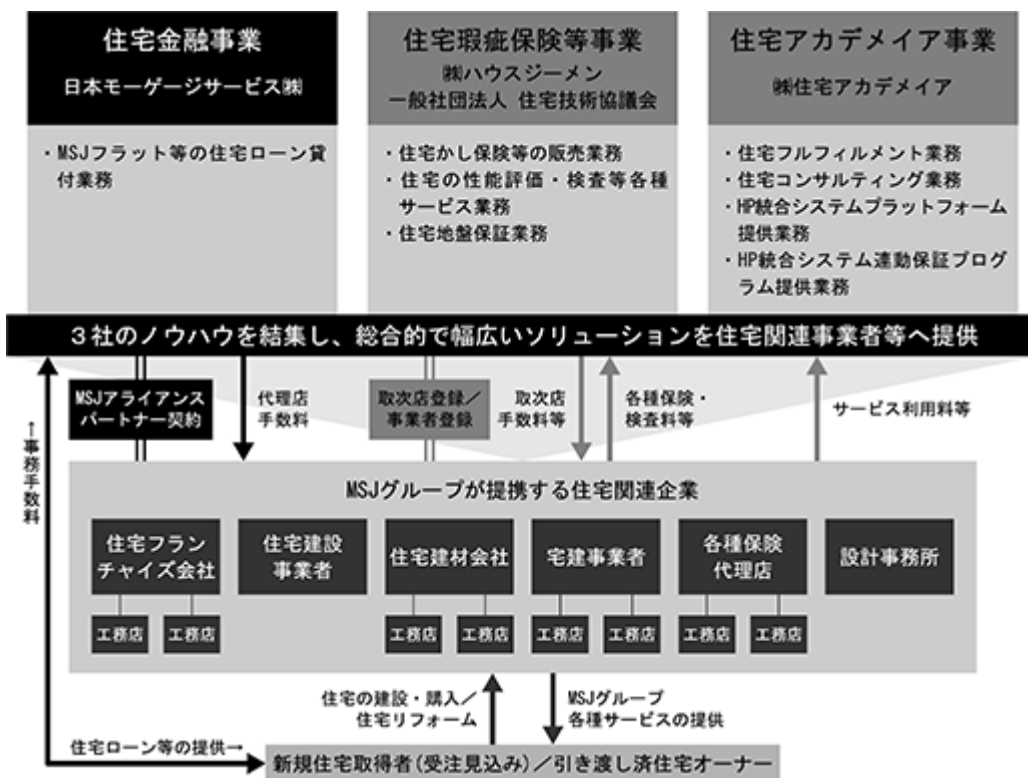 住宅金融事業
日本モーゲージサービス㈱
・MSJフラット等の住宅ローン貸
付業務
住宅瑕疵保険等事業
㈱ハウスジーメン
一般社団法人 住宅技術協議会
・住宅かし保険等の販売業務
・住宅の性能評価・検査等各種
サービス業務
・住宅地盤保証業務
住宅アカデメイア事業
㈱住宅アカデメイア
・住宅フルフィルメント業務
・住宅コンサルティング業務
・HP統合システムプラットフォーム
提供業務
・HP統合システム連動保証プログ
ラム提供業務
3社のノウハウを結集し、総合的で幅広いソリューションを住宅関連事業者等へ提供
↑事務手数料
MSJアライアンス
パートナー契約
代理店
手数料
取次店登録／
事業者登録
取次店
手数料等
各種保険・
検査料等
サービス利用料等
MSJグループが提携する住宅関連企業
住宅フラン
チャイズ会社
住宅建設
事業者
住宅建材会社
宅建事業者
各種保険
代理店
設計事務所
工務店
工務店
工務店
工務店
工務店
工務店
工務店
工務店
住宅の建設・購入／
住宅リフォーム
MSJグループ
各種サービスの提供
住宅ローン等の提供→
新規住宅取得者(受注見込み)／引き渡し済住宅オーナー